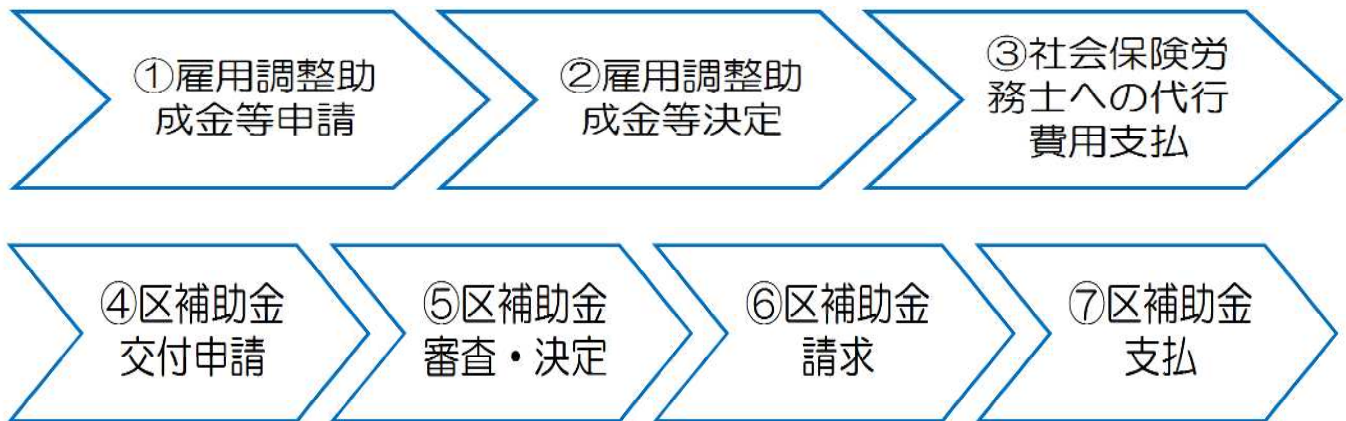 ①雇用調整助
成金等申請
②雇用調整助
成金等決定
③社会保険労
務士への代行
費用支払
④区補助金
交付申請
⑤区補助金
審査・決定
⑥区補助金
請求
⑦区補助金
支払